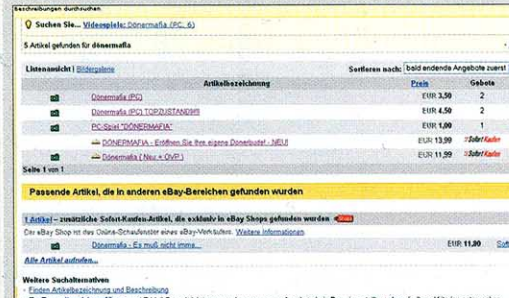 Beschreibungen durchsuchen
Suchen Sie... Videospiele: Dönermafia (PC, 6)
5 Artikel gefunden für dönermafia
Listenansicht | Bildergalerie Sortieren nach: bald endende Angebote zuerst
Artikelbezeichnung Preis Gebote
Dönermafia (PC) EUR 3,50 2
Dönermafia (PC) TOPZUSTAND!!! EUR 4,50 2
PC-Spiel "DÖNERMAFIA" EUR 1,00 1
DÖNERMAFIA - Eröffnen Sie Ihre eigene Dönerbude! - NEU! EUR 13,99 Sofort Kaufen
Dönermafia ( Neu + OVP ) EUR 11,99 Sofort Kaufen
Seite 1 von 1
Passende Artikel, die in anderen eBay-Bereichen gefunden wurden
1 Artikel – zusätzliche Sofort-Kaufen-Artikel, die exklusiv in eBay Shops gefunden wurden
Der eBay Shop ist das Online-Schaufenster eines eBay-Verkäufers. Weitere Informationen.
Dönermafia - Es muß nicht imme... EUR 11,90 Sofo
Alle Artikel aufrufen...
Weitere Suchalternativen
- Finden Artikelbezeichnung und Beschreibung